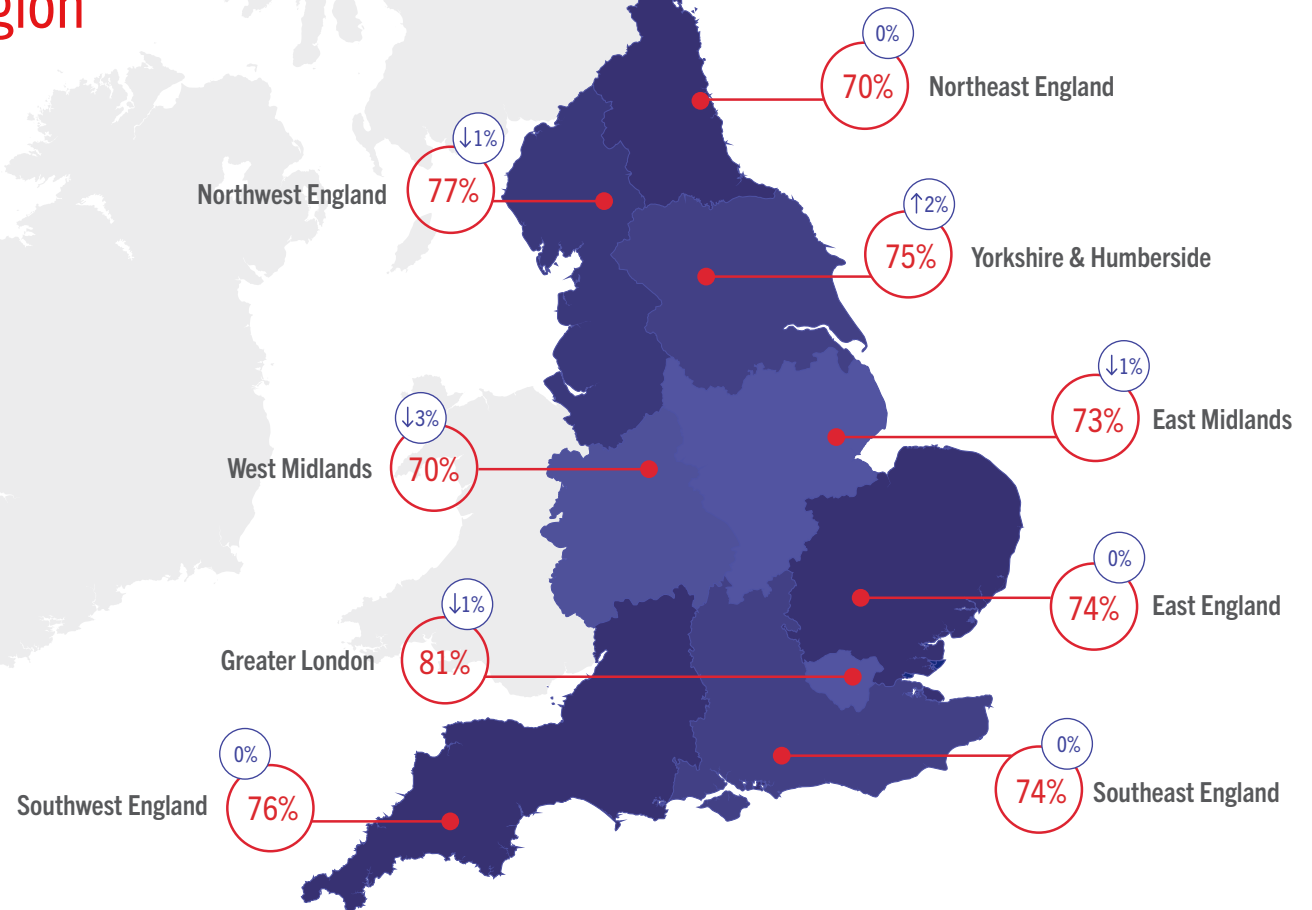 0%
70%
Northeast England
↓1%
77%
Northwest England
↑2%
75%
Yorkshire & Humberside
↓1%
73%
East Midlands
↓3%
70%
West Midlands
0%
74%
East England
↓1%
81%
Greater London
0%
74%
Southeast England
0%
76%
Southwest England